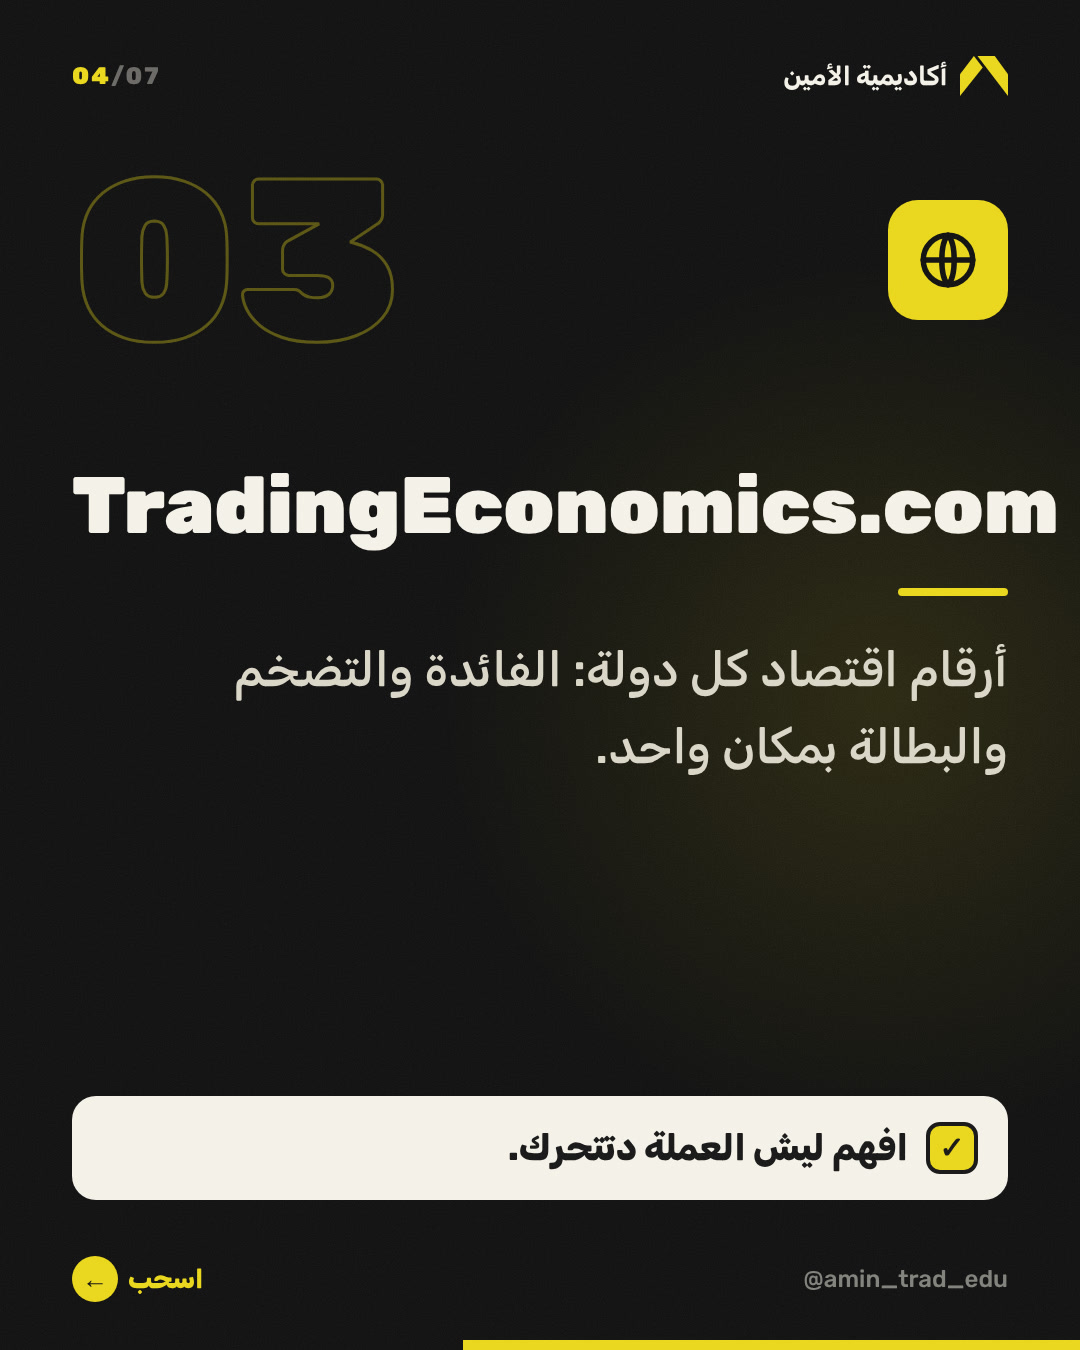 أكاديمية الأمين
04/07
03
TradingEconomics.com
أرقام اقتصاد كل دولة: الفائدة والتضخم
والبطالة بمكان واحد.
✓ افهم ليش العملة دتتحرك.
@amin_trad_edu
اسحب ←